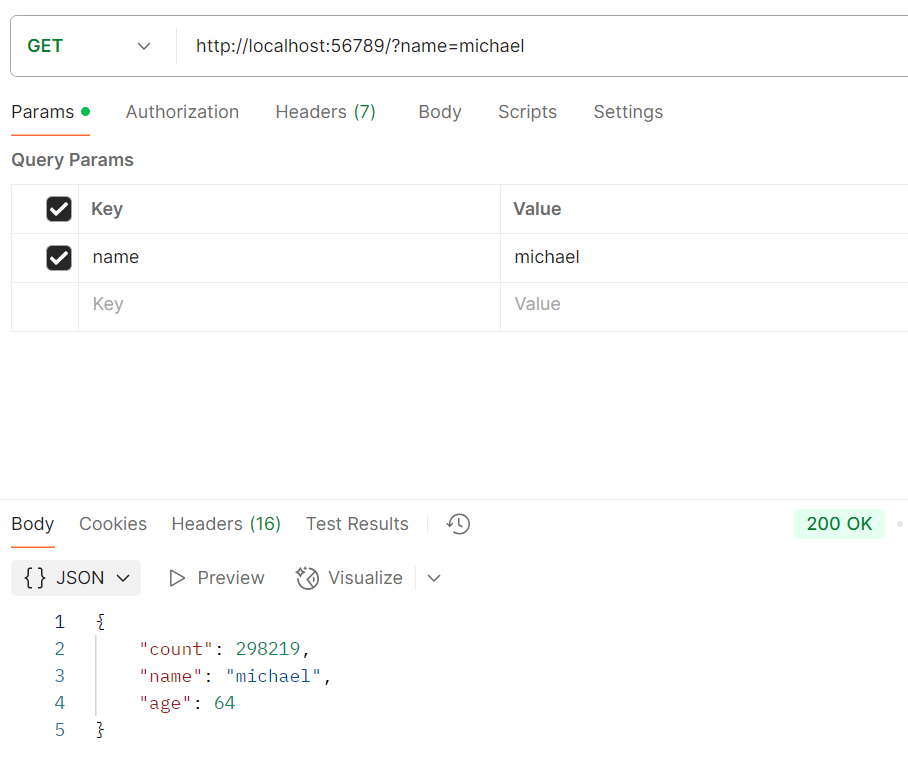 GET http://localhost:56789/?name=michael
Params Authorization Headers (7) Body Scripts Settings
Query Params
Key Value
name michael
Key Value
Body Cookies Headers (16) Test Results 200 OK
{} JSON Preview Visualize
1 {
2 "count": 298219,
3 "name": "michael",
4 "age": 64
5 }